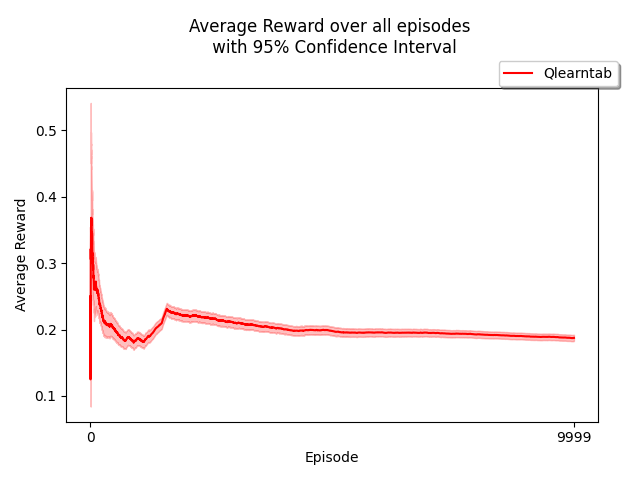 Average Reward over all episodes
with 95% Confidence Interval
Qlearntab
0.5
0.4
0.3
0.2
0.1
Average Reward
0
9999
Episode